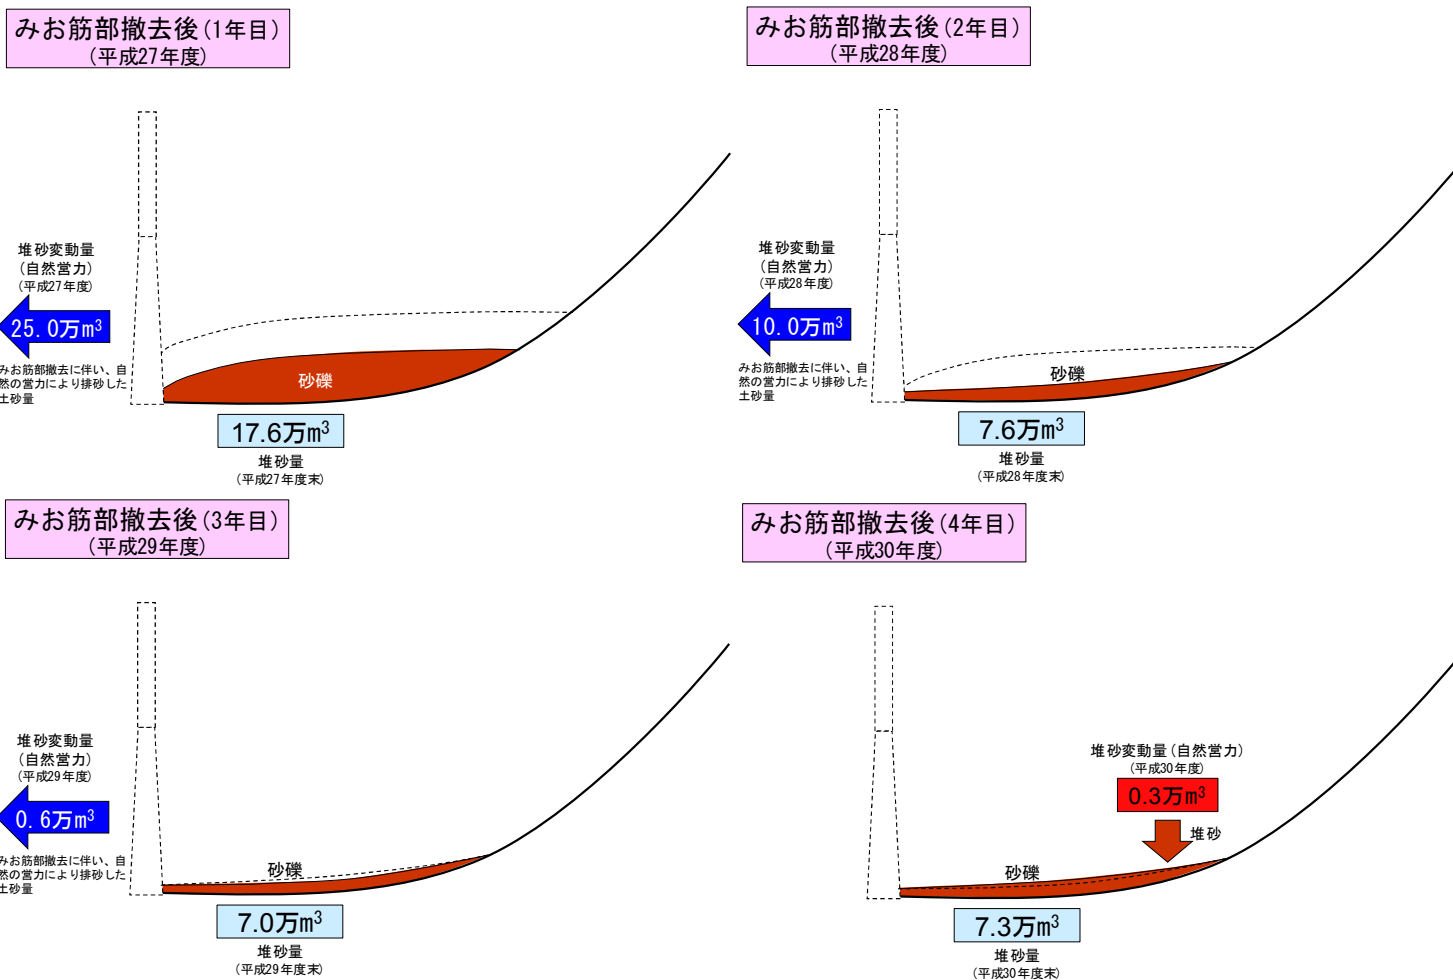 みお筋部撤去後(1年目)
(平成27年度)
堆砂変動量
(自然営力)
(平成27年度)
25.0万m³
みお筋部撤去に伴い、自
然の営力により排砂した
土砂量
砂礫
17.6万m³
堆砂量
(平成27年度末)
みお筋部撤去後(2年目)
(平成28年度)
堆砂変動量
(自然営力)
(平成28年度)
10.0万m³
みお筋部撤去に伴い、自
然の営力により排砂した
土砂量
砂礫
7.6万m³
堆砂量
(平成28年度末)
みお筋部撤去後(3年目)
(平成29年度)
堆砂変動量
(自然営力)
(平成29年度)
0.6万m³
みお筋部撤去に伴い、自
然の営力により排砂した
土砂量
砂礫
7.0万m³
堆砂量
(平成29年度末)
みお筋部撤去後(4年目)
(平成30年度)
堆砂変動量(自然営力)
(平成30年度)
0.3万m³
堆砂
砂礫
7.3万m³
堆砂量
(平成30年度末)